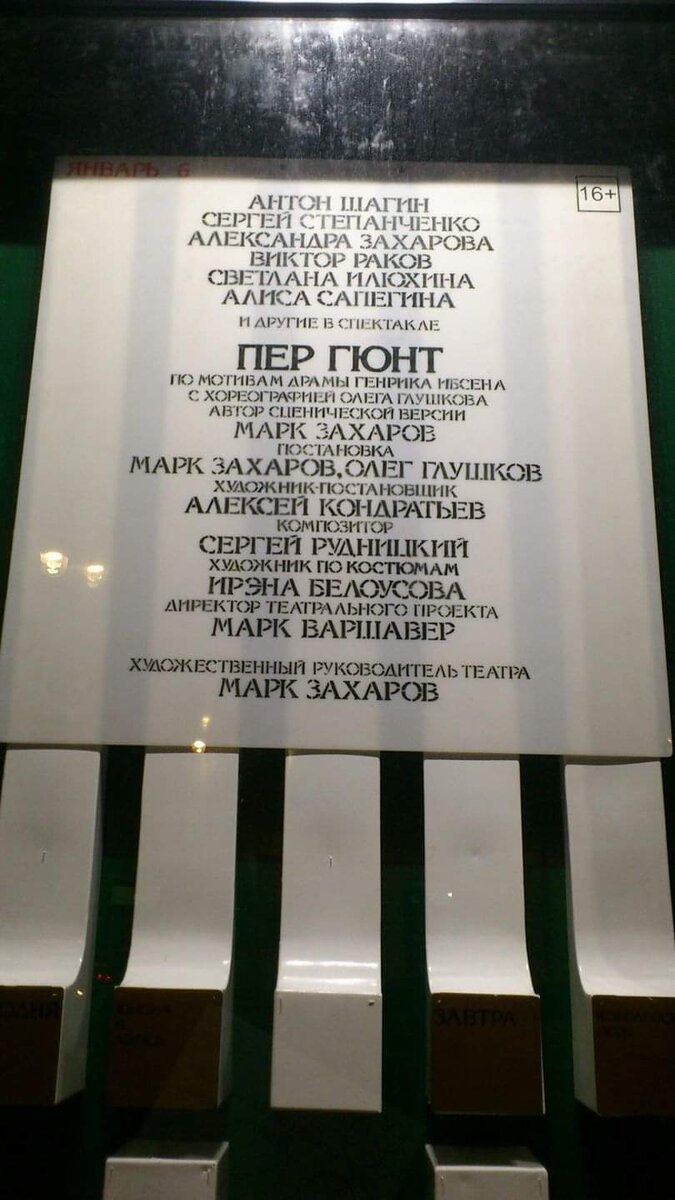 ЯНВАРЬ 6
16+
АНТОН ШАГИН
СЕРГЕЙ СТЕПАНЧЕНКО
АЛЕКСАНДРА ЗАХАРОВА
ВИКТОР РАКОВ
СВЕТЛАНА ИЛЮХИНА
АЛИСА САПЕГИНА
И ДРУГИЕ В СПЕКТАКЛЕ
ПЕР ГЮНТ
ПО МОТИВАМ ДРАМЫ ГЕНРИКА ИБСЕНА
С ХОРЕОГРАФИЕЙ ОЛЕГА ГЛУШКОВА
АВТОР СЦЕНИЧЕСКОЙ ВЕРСИИ
МАРК ЗАХАРОВ
ПОСТАНОВКА
МАРК ЗАХАРОВ, ОЛЕГ ГЛУШКОВ
ХУДОЖНИК-ПОСТАНОВЩИК
АЛЕКСЕЙ КОНДРАТЬЕВ
КОМПОЗИТОР
СЕРГЕЙ РУДНИЦКИЙ
ХУДОЖНИК ПО КОСТЮМАМ
ИРЭНА БЕЛОУСОВА
ДИРЕКТОР ТЕАТРАЛЬНОГО ПРОЕКТА
МАРК ВАРШАВЕР
ХУДОЖЕСТВЕННЫЙ РУКОВОДИТЕЛЬ ТЕАТРА
МАРК ЗАХАРОВ
ЗАВТРА